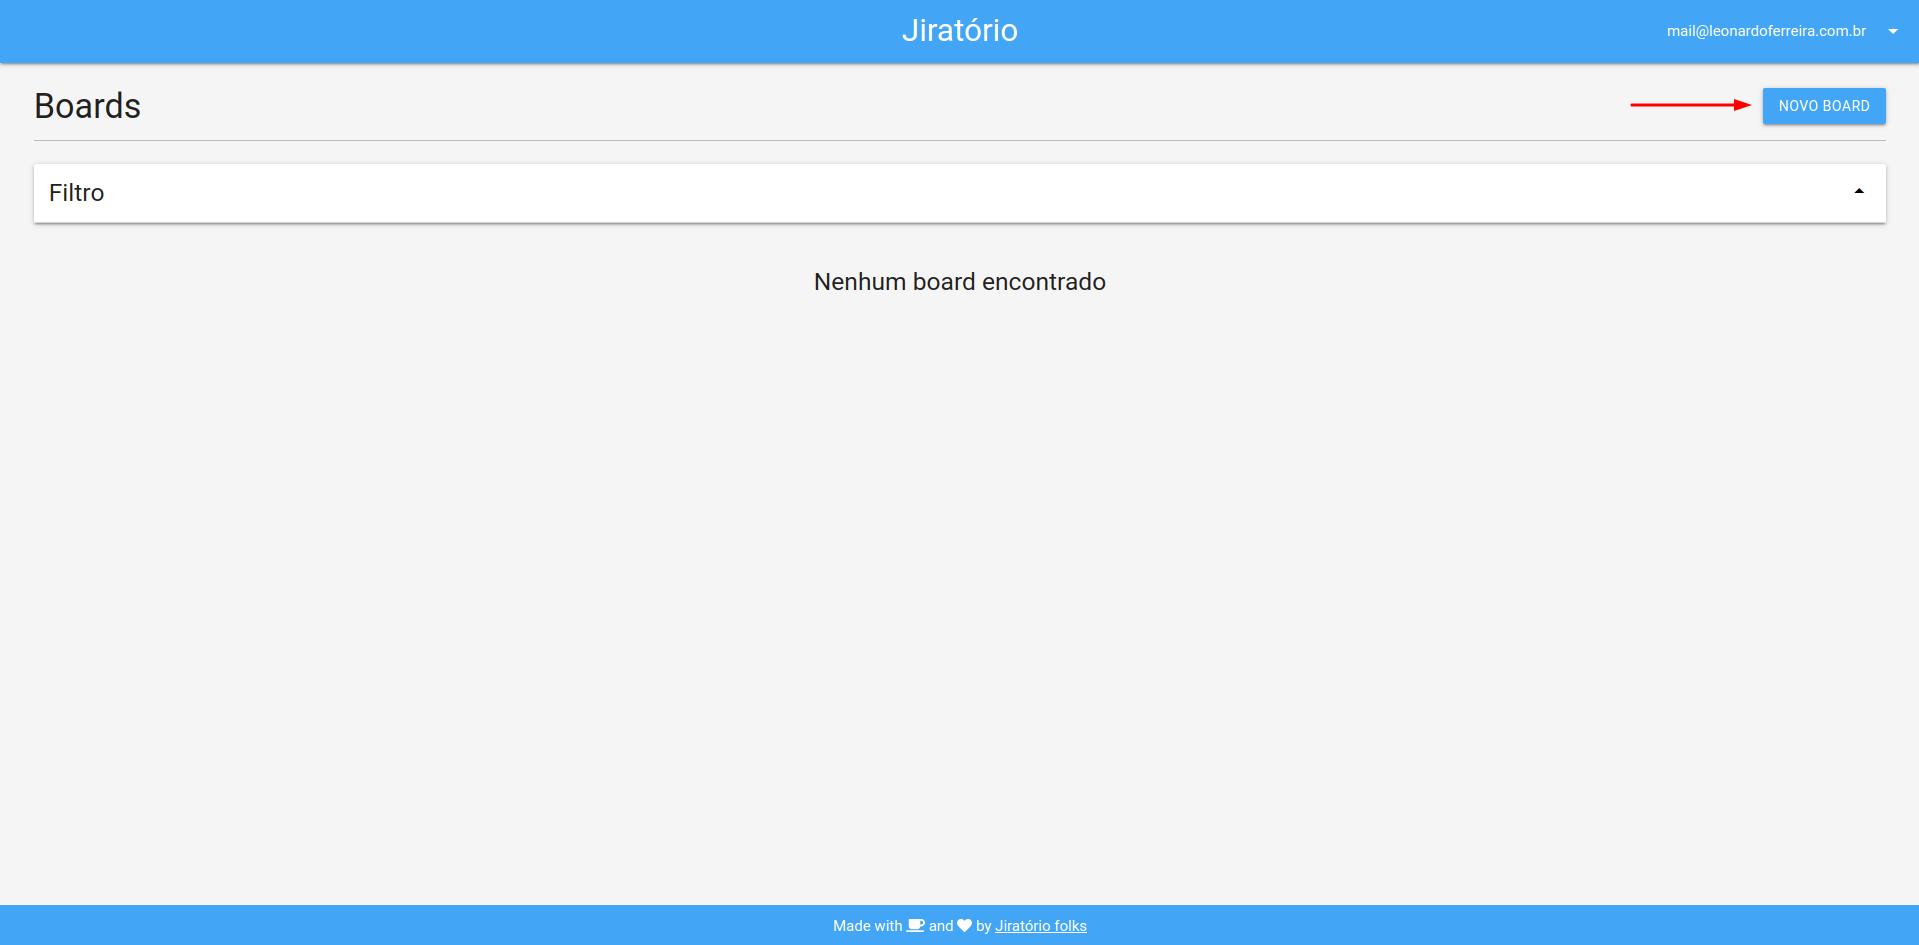 Jiratório
mail@leonardoferreira.com.br
Boards
NOVO BOARD
Filtro
Nenhum board encontrado
Made with and by Jiratório folks